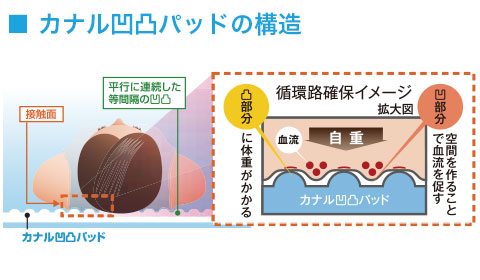 ■ カナル凹凸パッドの構造
平行に連続した
等間隔の凹凸
接触面
カナル凹凸パッド
循環路確保イメージ
拡大図
凸部分
に体重がかかる
凹部分
空間を作ること
で血流を促す
血流
自重
カナル凹凸パッド